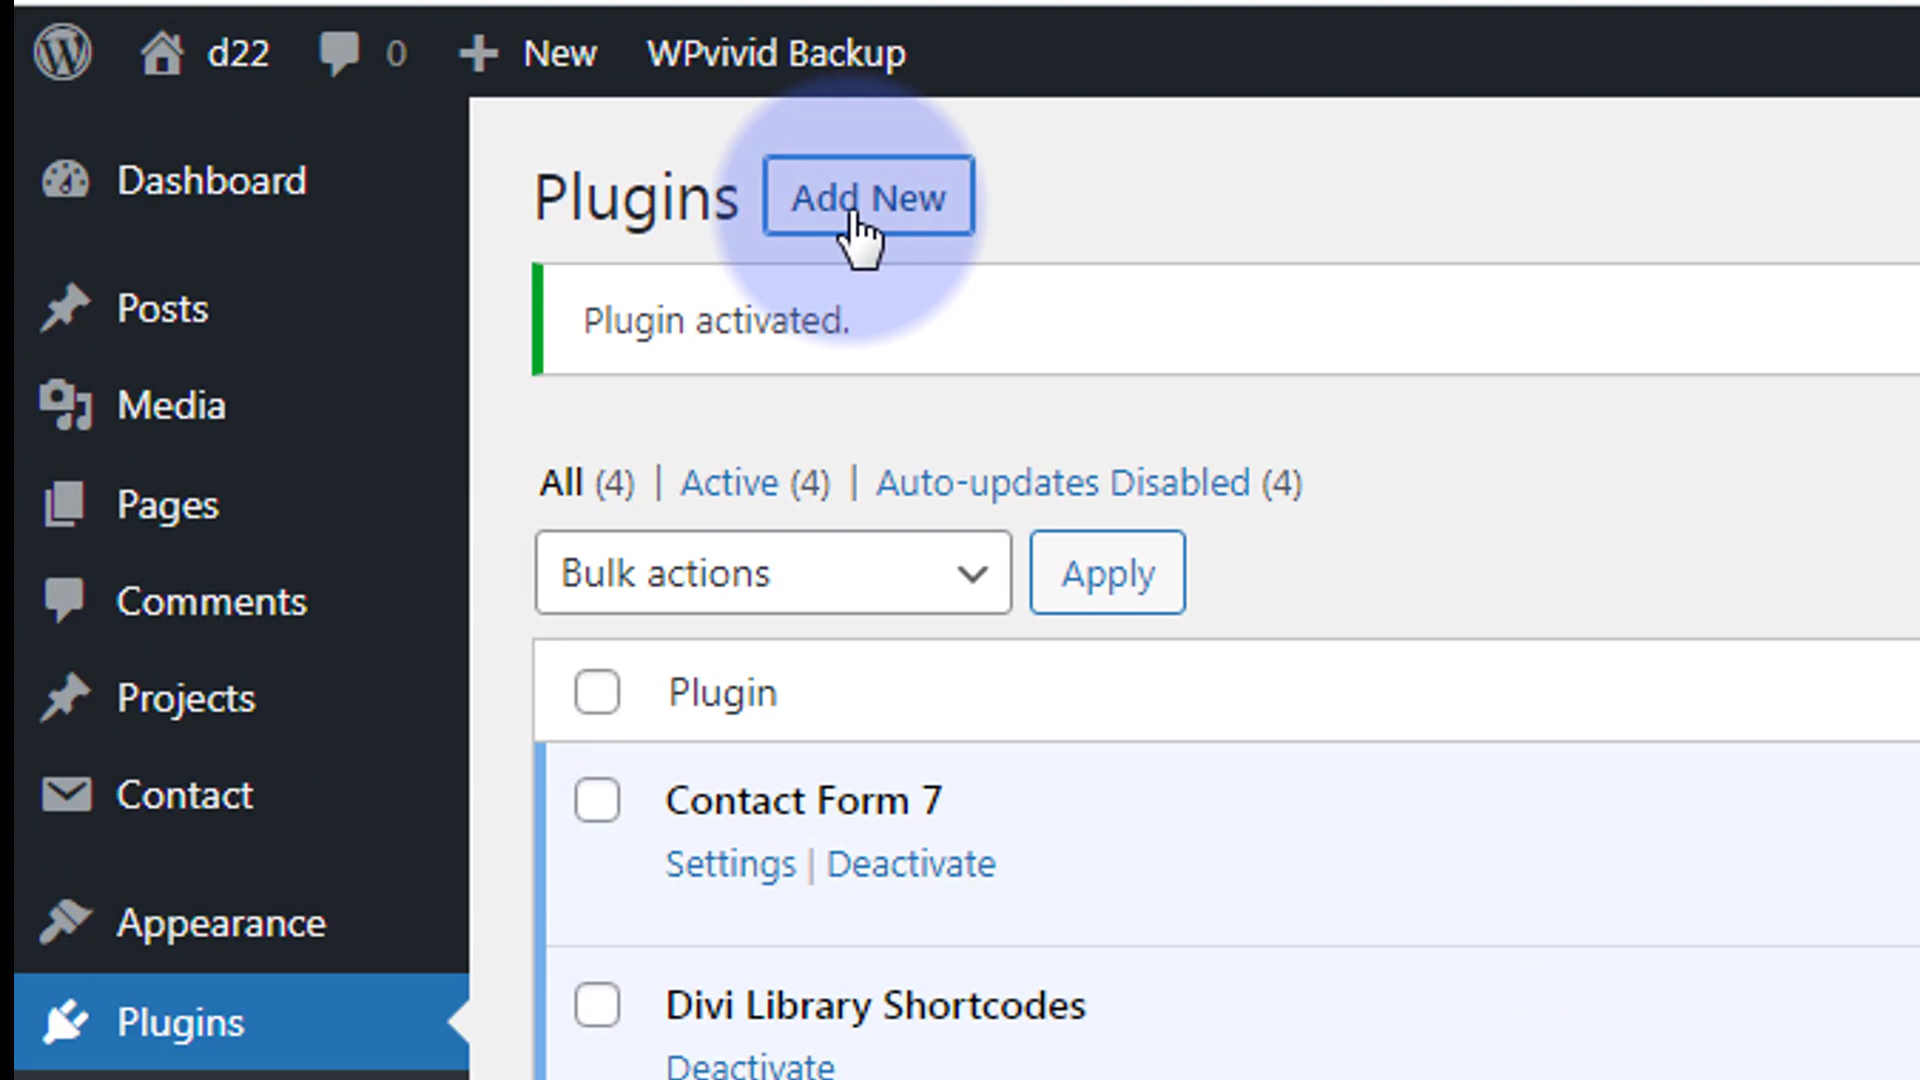 d22 0 New WPvivid Backup
Dashboard
Posts
Media
Pages
Comments
Projects
Contact
Appearance
Plugins
Plugins Add New
Plugin activated.
All (4) | Active (4) | Auto-updates Disabled (4)
Bulk actions Apply
Plugin
Contact Form 7
Settings | Deactivate
Divi Library Shortcodes
Deactivate